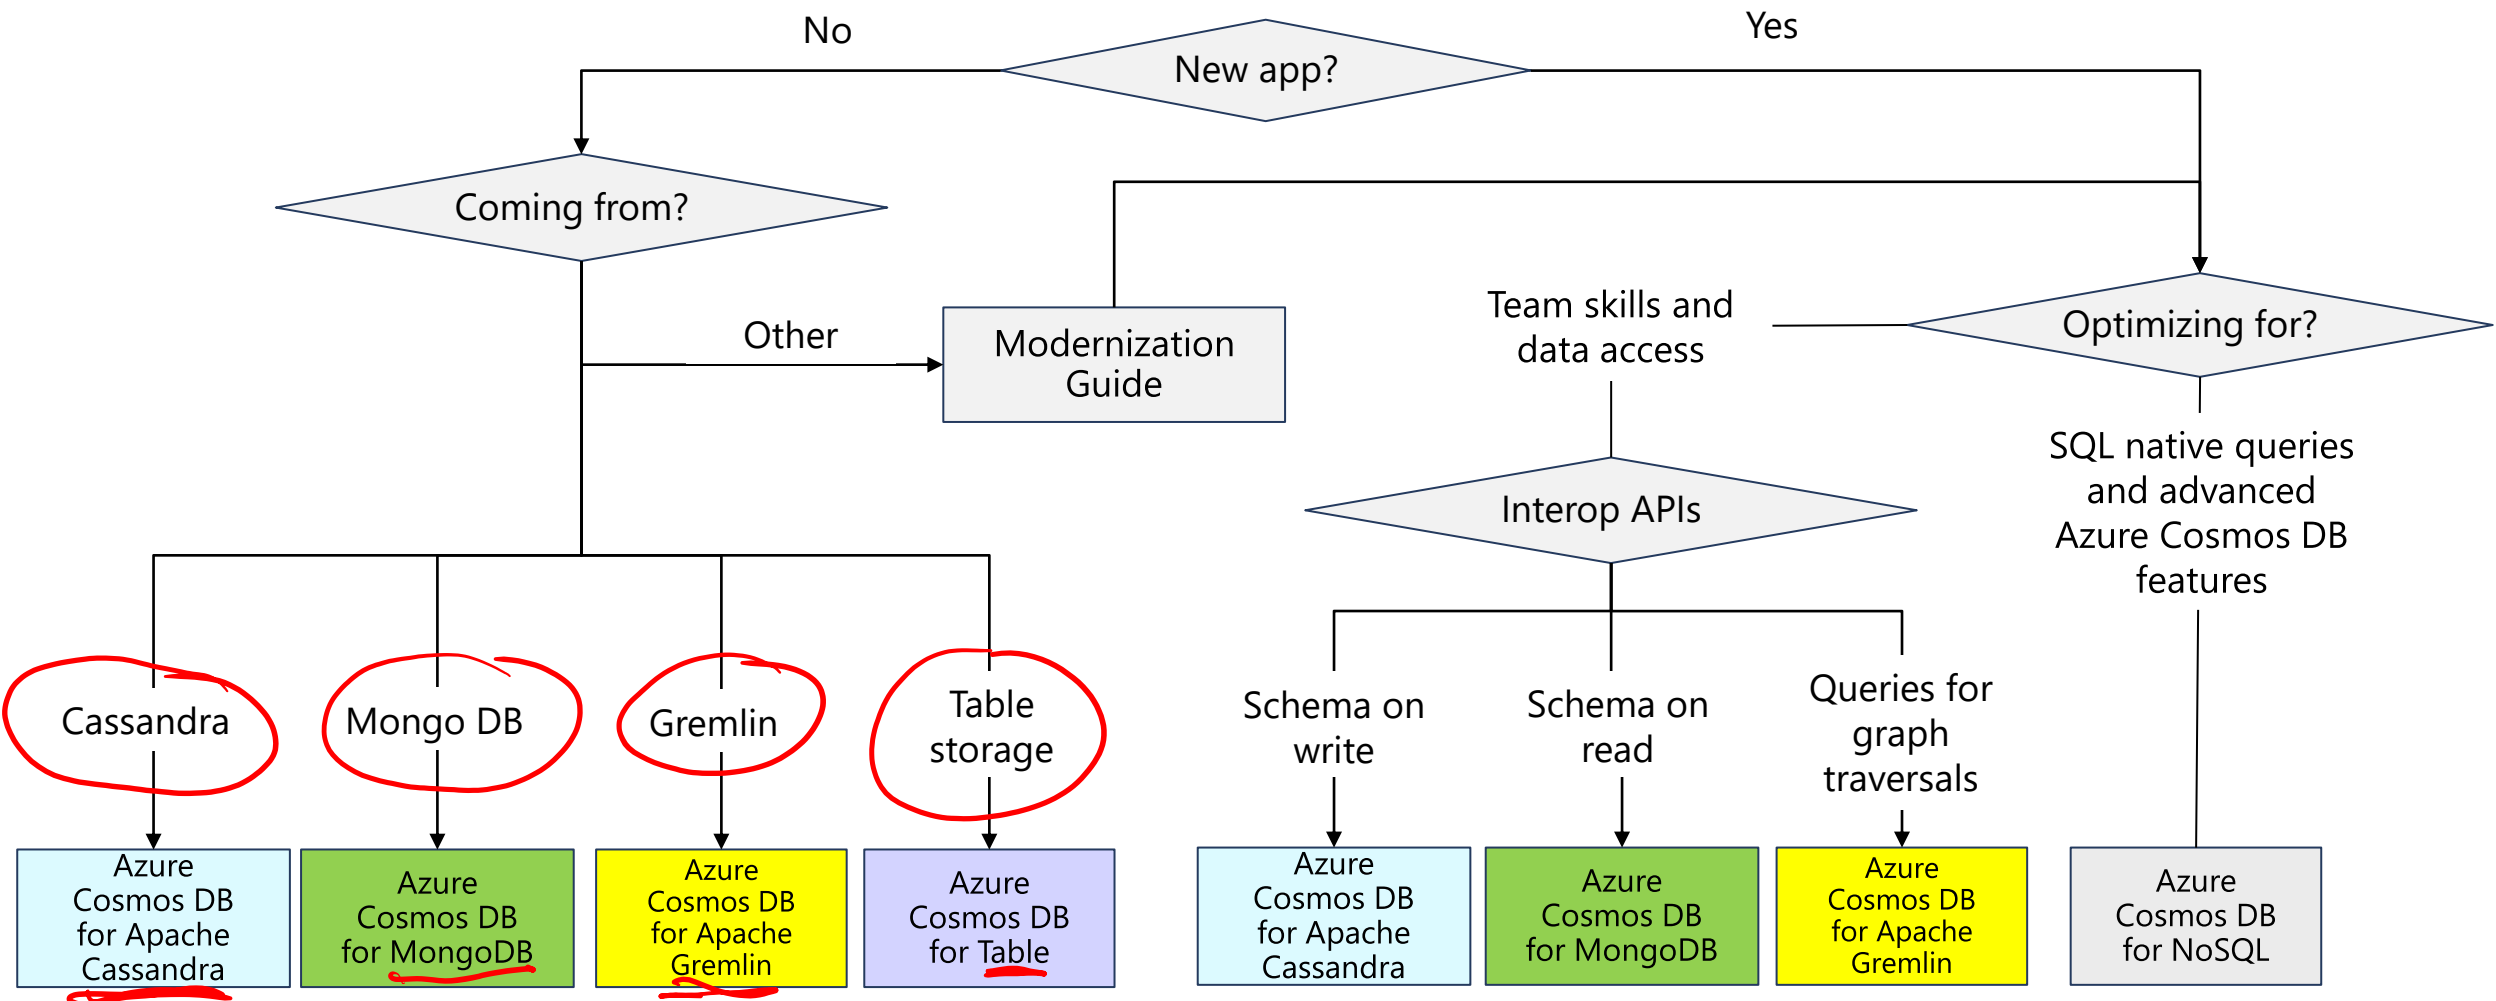 No
Yes
New app?
Coming from?
Other
Modernization
Guide
Team skills and
data access
Optimizing for?
SQL native queries
and advanced
Azure Cosmos DB
features
Interop APIs
Cassandra
Mongo DB
Gremlin
Table
storage
Schema on
write
Schema on
read
Queries for
graph
traversals
Azure
Cosmos DB
for Apache
Cassandra
Azure
Cosmos DB
for MongoDB
Azure
Cosmos DB
for Apache
Gremlin
Azure
Cosmos DB
for Table
Azure
Cosmos DB
for Apache
Cassandra
Azure
Cosmos DB
for MongoDB
Azure
Cosmos DB
for Apache
Gremlin
Azure
Cosmos DB
for NoSQL